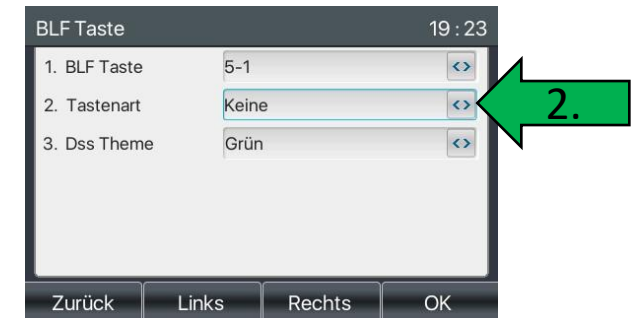 BLF Taste 19 : 23
1. BLF Taste 5-1 <>
2. Tastenart Keine <>
3. Dss Theme Grün <>
2.
Zurück Links Rechts OK